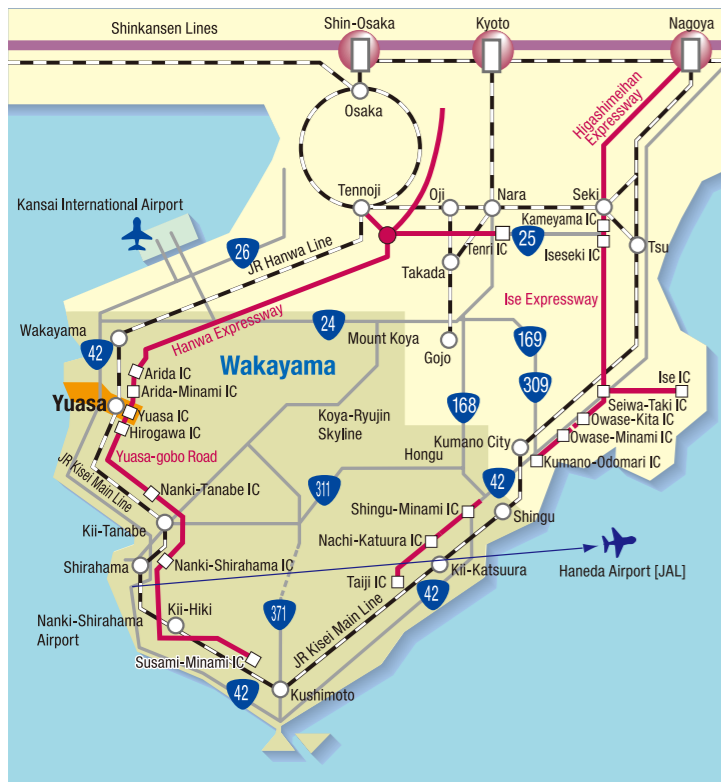 Shinkansen Lines
Shin-Osaka
Kyoto
Nagoya
Osaka
Higashimeihan
Expressway
Tennoji
Oji
Nara
Seki
Kansai International Airport
26
JR Hanwa Line
Kameyama IC
Tenri IC
25
Iseseki IC
Tsu
Takada
Hanwa Expressway
Ise Expressway
24
Wakayama
42
Mount Koya
Gojo
169
Wakayama
Arida IC
Arida-Minami IC
309
Ise IC
Yuasa
Yuasa IC
Hirogawa IC
Koya-Ryujin
Skyline
168
Seiwa-Taki IC
Owase-Kita IC
Owase-Minami IC
Kumano City
Kumano-Odomari IC
Yuasa-gobo Road
Hongu
JR Kisei Main Line
Nanki-Tanabe IC
311
42
Kii-Tanabe
Shingu-Minami IC
Shingu
Nachi-Katuura IC
Shirahama
Nanki-Shirahama IC
Kii-Katsuura
Haneda Airport [JAL]
Taiji IC
Kii-Hiki
371
42
Nanki-Shirahama
Airport
JR Kisei Main Line
Susami-Minami IC
42
Kushimoto